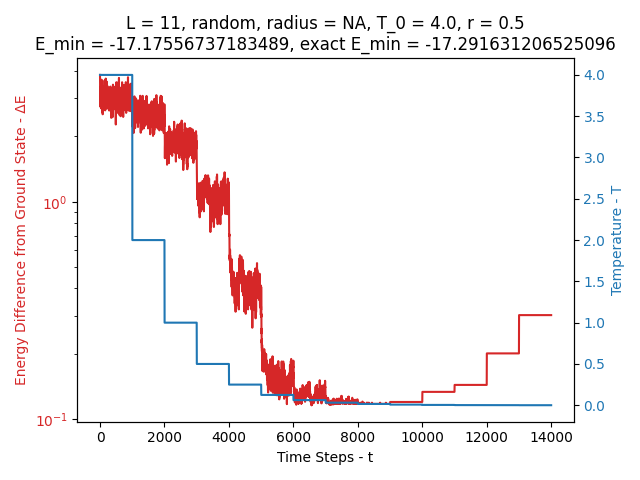 L = 11, random, radius = NA, T_0 = 4.0, r = 0.5
E_min = -17.17556737183489, exact E_min = -17.291631206525096
Energy Difference from Ground State - ΔE
10⁰
10⁻¹
4.0
3.5
3.0
2.5
2.0
1.5
1.0
0.5
0.0
Temperature - T
0 2000 4000 6000 8000 10000 12000 14000
Time Steps - t